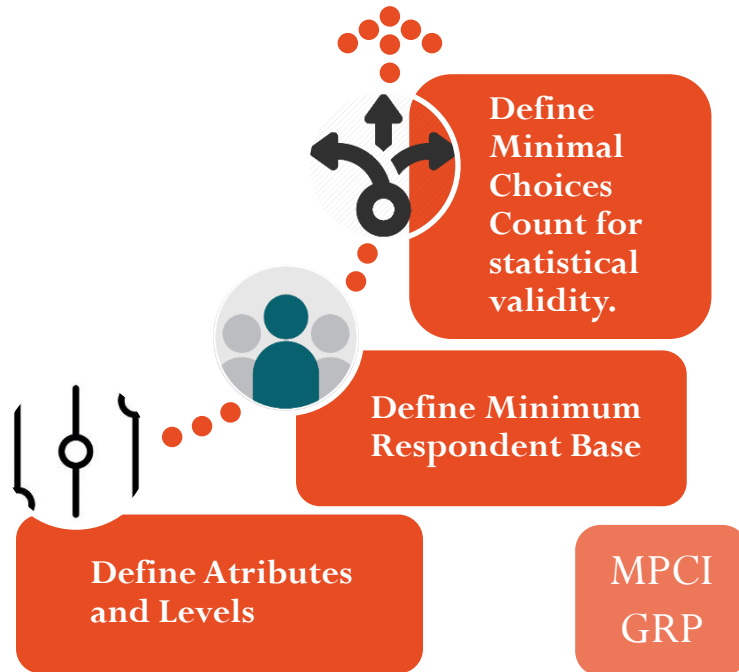 Define
Minimal
Choices
Count for
statistical
validity.
Define Minimum
Respondent Base
Define Atributes
and Levels
MPCI
GRP